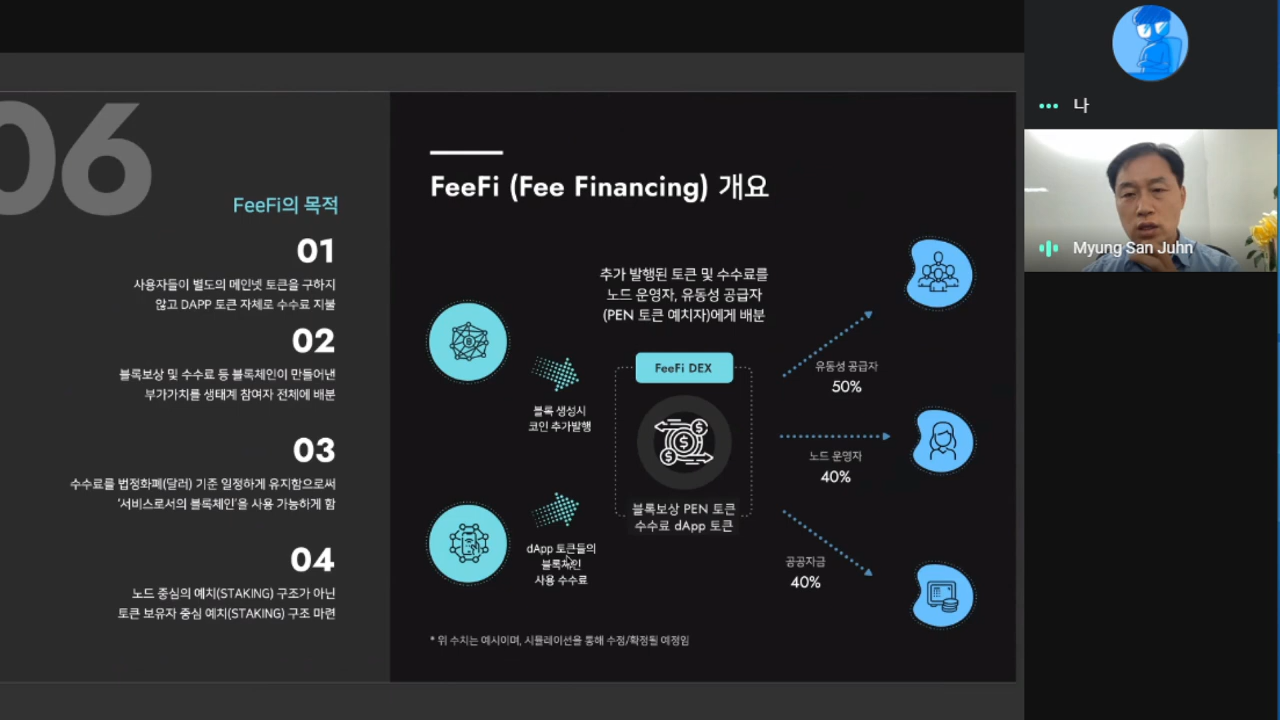 06
FeeFi의 목적
01
사용자들이 별도의 메인넷 토큰을 구하지
않고 DAPP 토큰 자체로 수수료 지불
02
블록보상 및 수수료 등 블록체인이 만들어낸
부가가치를 생태계 참여자 전체에 배분
03
수수료를 법정화폐(달러) 기준 일정하게 유지함으로써
‘서비스로서의 블록체인’을 사용 가능하게 함
04
노드 중심의 예치(STAKING) 구조가 아닌
토큰 보유자 중심 예치(STAKING) 구조 마련
FeeFi (Fee Financing) 개요
추가 발행된 토큰 및 수수료를
노드 운영자, 유동성 공급자
(PEN 토큰 예치자)에게 배분
블록 생성시
코인 추가발행
dApp 토큰들의
블록체인
사용 수수료
FeeFi DEX
블록보상 PEN 토큰
수수료 dApp 토큰
유동성 공급자
50%
노드 운영자
40%
공공자금
40%
* 위 수치는 예시이며, 시뮬레이션을 통해 수정/확정될 예정임
나
Myung San Juhn